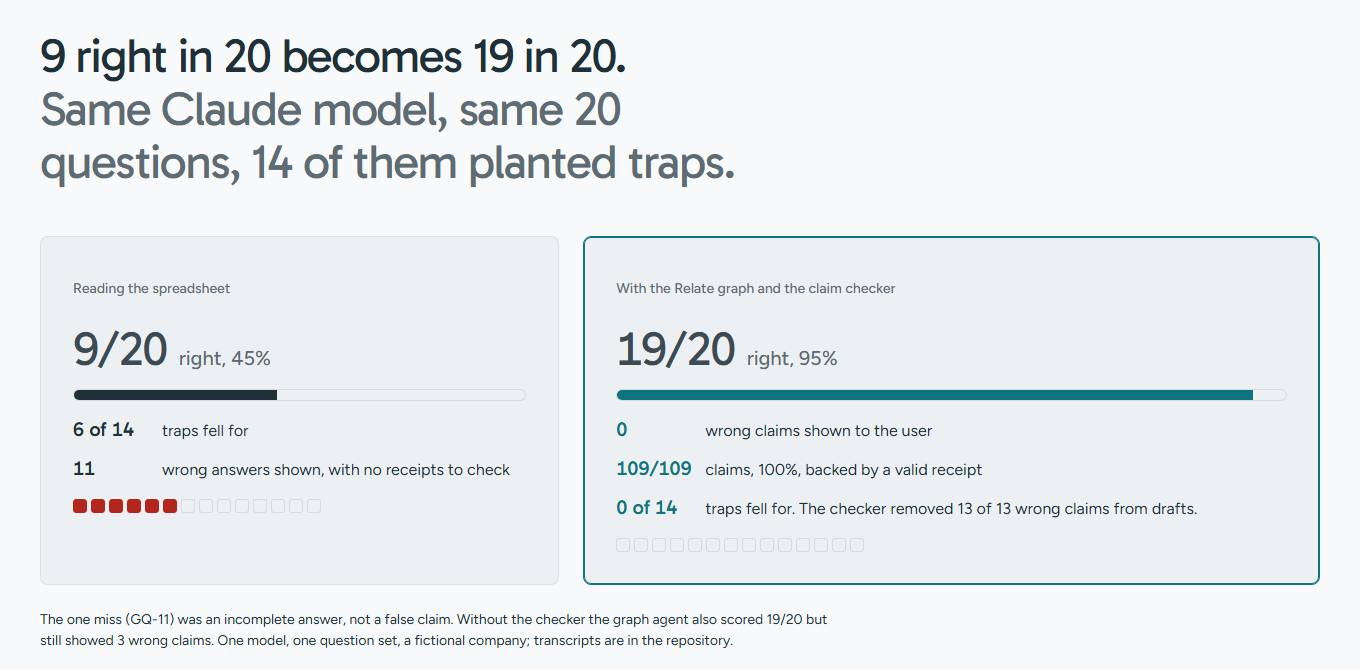 9 right in 20 becomes 19 in 20.
Same Claude model, same 20
questions, 14 of them planted traps.
Reading the spreadsheet
9/20 right, 45%
6 of 14 traps fell for
11 wrong answers shown, with no receipts to check
With the Relate graph and the claim checker
19/20 right, 95%
0 wrong claims shown to the user
109/109 claims, 100%, backed by a valid receipt
0 of 14 traps fell for. The checker removed 13 of 13 wrong claims from drafts.
The one miss (GQ-11) was an incomplete answer, not a false claim. Without the checker the graph agent also scored 19/20 but
still showed 3 wrong claims. One model, one question set, a fictional company; transcripts are in the repository.